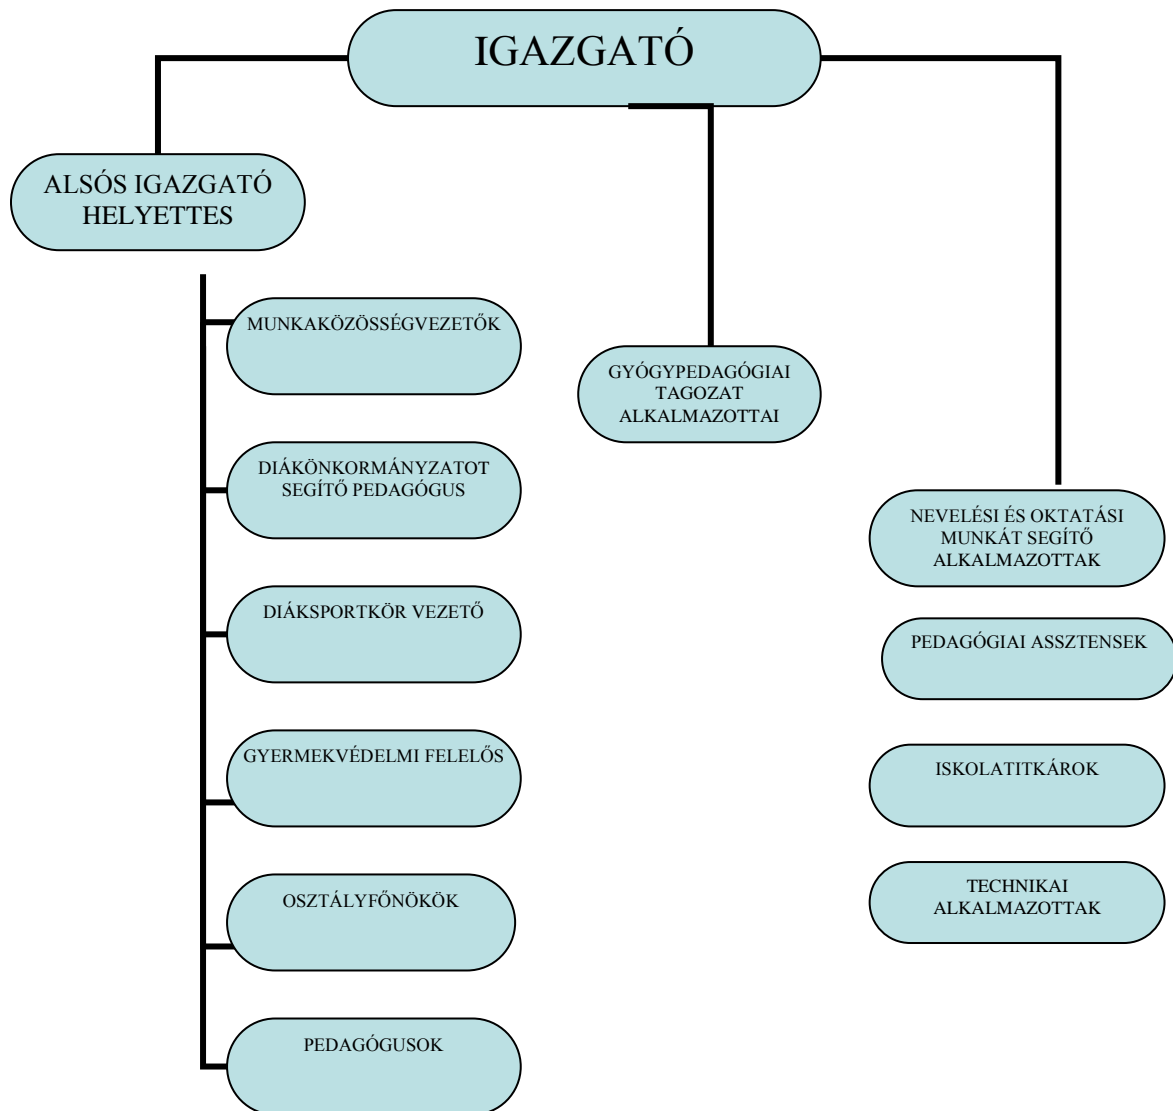 IGAZGATÓ
ALSÓS IGAZGATÓ
HELYETTES
MUNKAKÖZÖSSÉGVEZETŐK
DIÁKÖNKORMÁNYZATOT
SEGÍTŐ PEDAGÓGUS
DIÁKSPORTKÖR VEZETŐ
GYERMEKVÉDELMI FELELŐS
OSZTÁLYFŐNÖKÖK
PEDAGÓGUSOK
GYÓGYPEDAGÓGIAI
TAGOZAT
ALKALMAZOTTAI
NEVELÉSI ÉS OKTATÁSI
MUNKÁT SEGÍTŐ
ALKALMAZOTTAK
PEDAGÓGIAI ASSZTENSEK
ISKOLATITKÁROK
TECHNIKAI
ALKALMAZOTTAK